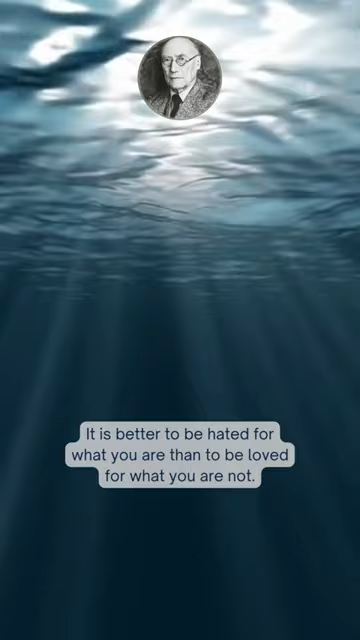 It is better to be hated for
what you are than to be loved
for what you are not.